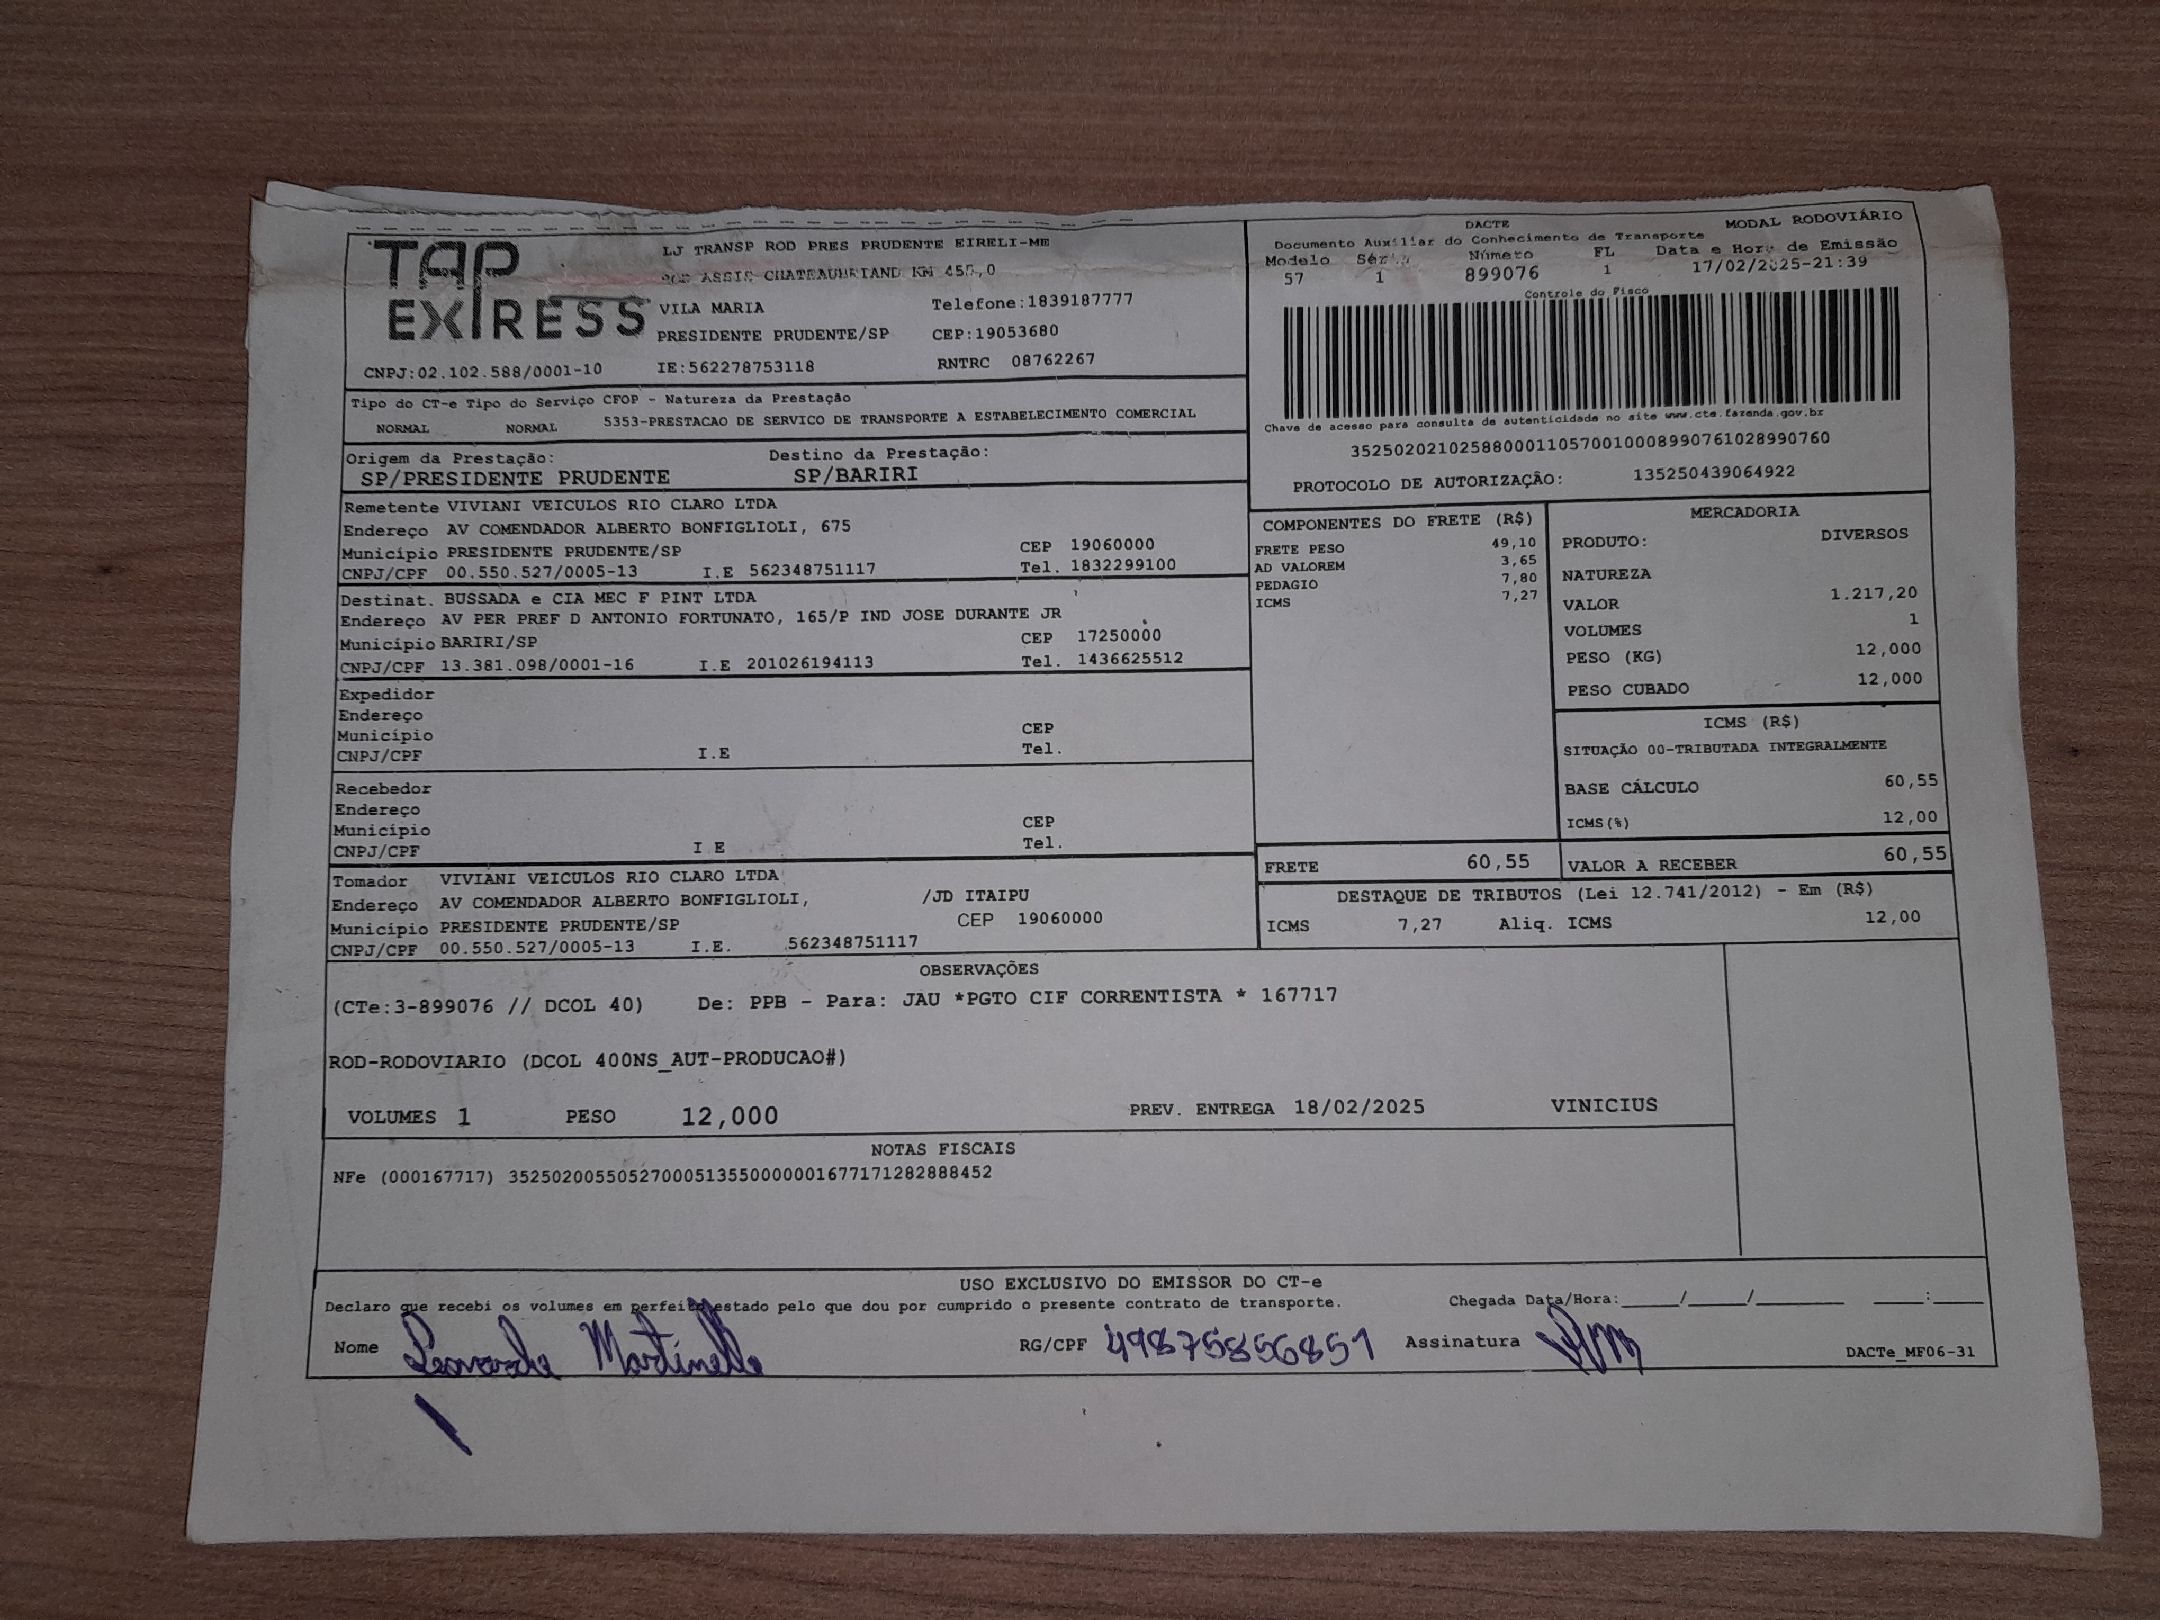 TAP
EXPRESS
LJ TRANSP ROD PRES PRUDENTE EIRELI-ME
ROD ASSIS CHATEAUBRIAND KM 455,0
VILA MARIA Telefone:1839187777
PRESIDENTE PRUDENTE/SP CEP:19053680
CNPJ:02.102.588/0001-10 IE:562278753118 RNTRC 08762267
DACTE MODAL RODOVIÁRIO
Documento Auxiliar do Conhecimento de Transporte
Modelo Série Número FL Data e Hora de Emissão
57 1 899076 1 17/02/2025-21:39
Controle do Fisco
Chave de acesso para consulta de autenticidade no site www.cte.fazenda.gov.br
35250202102588000110570010008990761028990760
PROTOCOLO DE AUTORIZAÇÃO: 135250439064922
Tipo do CT-e Tipo do Serviço CFOP - Natureza da Prestação
NORMAL NORMAL 5353-PRESTACAO DE SERVICO DE TRANSPORTE A ESTABELECIMENTO COMERCIAL
Origem da Prestação: Destino da Prestação:
SP/PRESIDENTE PRUDENTE SP/BARIRI
Remetente VIVIANI VEICULOS RIO CLARO LTDA
Endereço AV COMENDADOR ALBERTO BONFIGLIOLI, 675
Município PRESIDENTE PRUDENTE/SP CEP 19060000
CNPJ/CPF 00.550.527/0005-13 I.E 562348751117 Tel. 1832299100
Destinat. BUSSADA e CIA MEC F PINT LTDA
Endereço AV PER PREF D ANTONIO FORTUNATO, 165/P IND JOSE DURANTE JR
Município BARIRI/SP CEP 17250000
CNPJ/CPF 13.381.098/0001-16 I.E 201026194113 Tel. 1436625512
Expedidor
Endereço
Município CEP
CNPJ/CPF I.E Tel.
Recebedor
Endereço
Município CEP
CNPJ/CPF I E Tel.
Tomador VIVIANI VEICULOS RIO CLARO LTDA
Endereço AV COMENDADOR ALBERTO BONFIGLIOLI, /JD ITAIPU
Município PRESIDENTE PRUDENTE/SP CEP 19060000
CNPJ/CPF 00.550.527/0005-13 I.E. 562348751117
COMPONENTES DO FRETE (R$)
FRETE PESO 49,10
AD VALOREM 3,65
PEDAGIO 7,80
ICMS 7,27
FRETE 60,55
MERCADORIA
PRODUTO: DIVERSOS
NATUREZA
VALOR 1.217,20
VOLUMES 1
PESO (KG) 12,000
PESO CUBADO 12,000
ICMS (R$)
SITUAÇÃO 00-TRIBUTADA INTEGRALMENTE
BASE CÁLCULO 60,55
ICMS(%) 12,00
VALOR A RECEBER 60,55
DESTAQUE DE TRIBUTOS (Lei 12.741/2012) - Em (R$)
ICMS 7,27 Aliq. ICMS 12,00
OBSERVAÇÕES
(CTe:3-899076 // DCOL 40) De: PPB - Para: JAU *PGTO CIF CORRENTISTA * 167717
ROD-RODOVIARIO (DCOL 400NS_AUT-PRODUCAO#)
VOLUMES 1 PESO 12,000 PREV. ENTREGA 18/02/2025 VINICIUS
NOTAS FISCAIS
NFe (000167717) 35250200550527000513550000001677171282888452
USO EXCLUSIVO DO EMISSOR DO CT-e
Declaro que recebi os volumes em perfeito estado pelo que dou por cumprido o presente contrato de transporte. Chegada Data/Hora:_____/_____/________ ____:____
Nome Martinelle RG/CPF 49875856851 Assinatura
DACTe_MF06-31